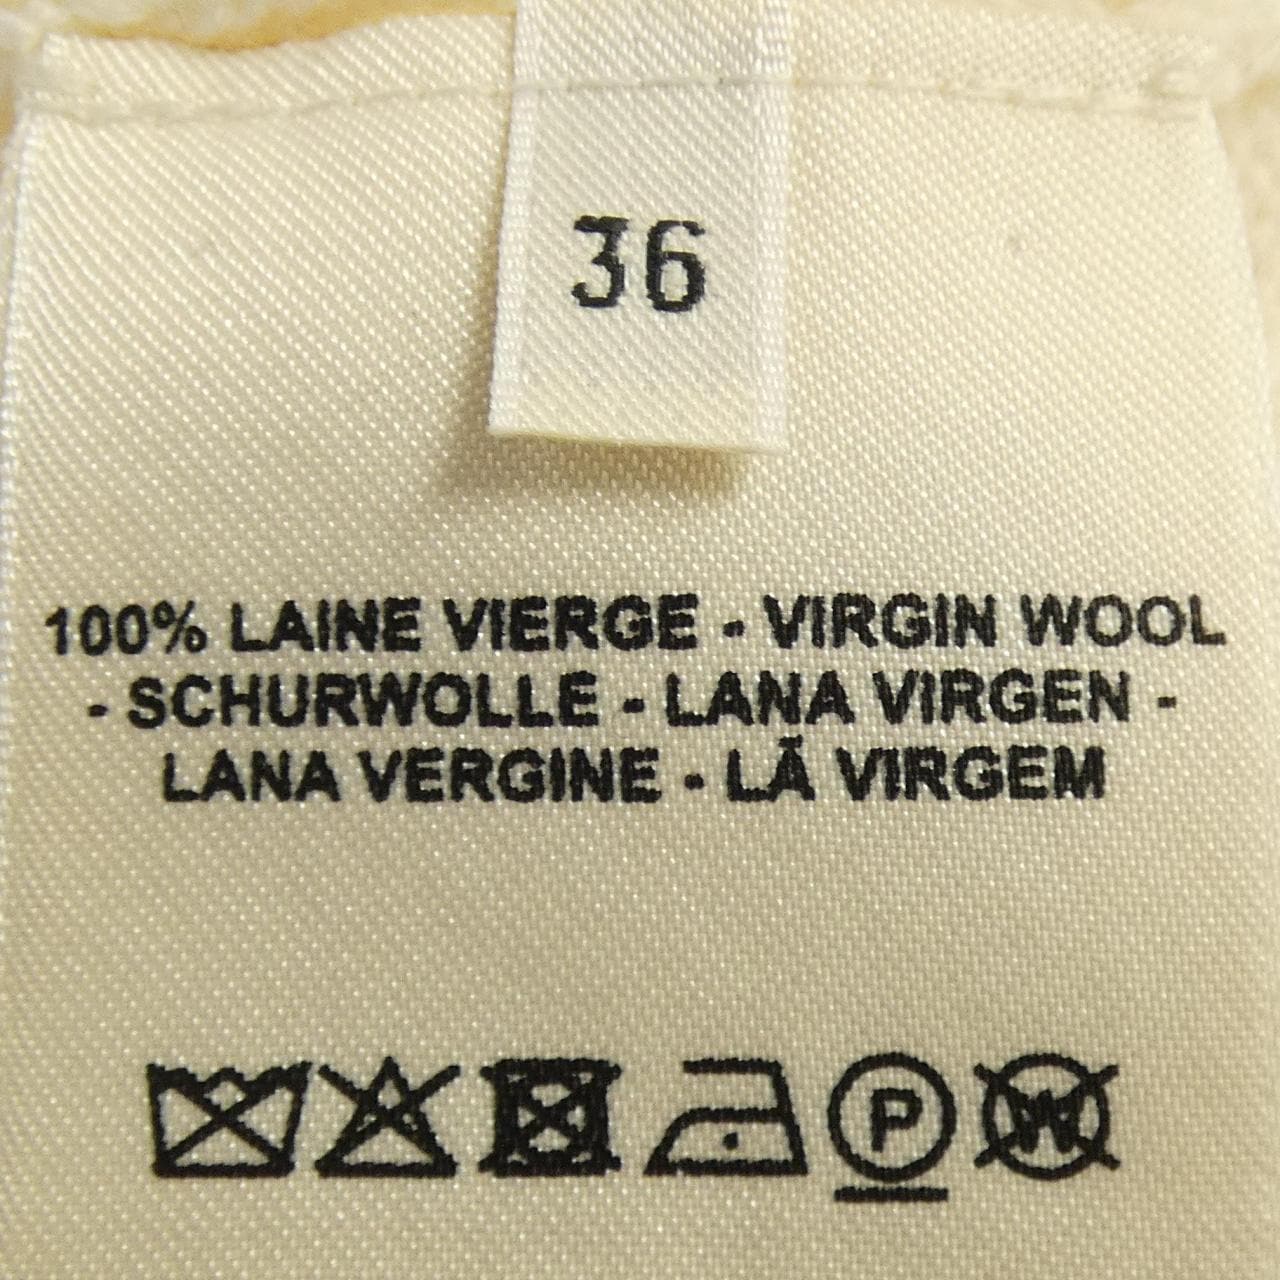 36
100% LAINE VIERGE - VIRGIN WOOL
- SCHURWOLLE - LANA VIRGEN -
LANA VERGINE - LÃ VIRGEM
P W